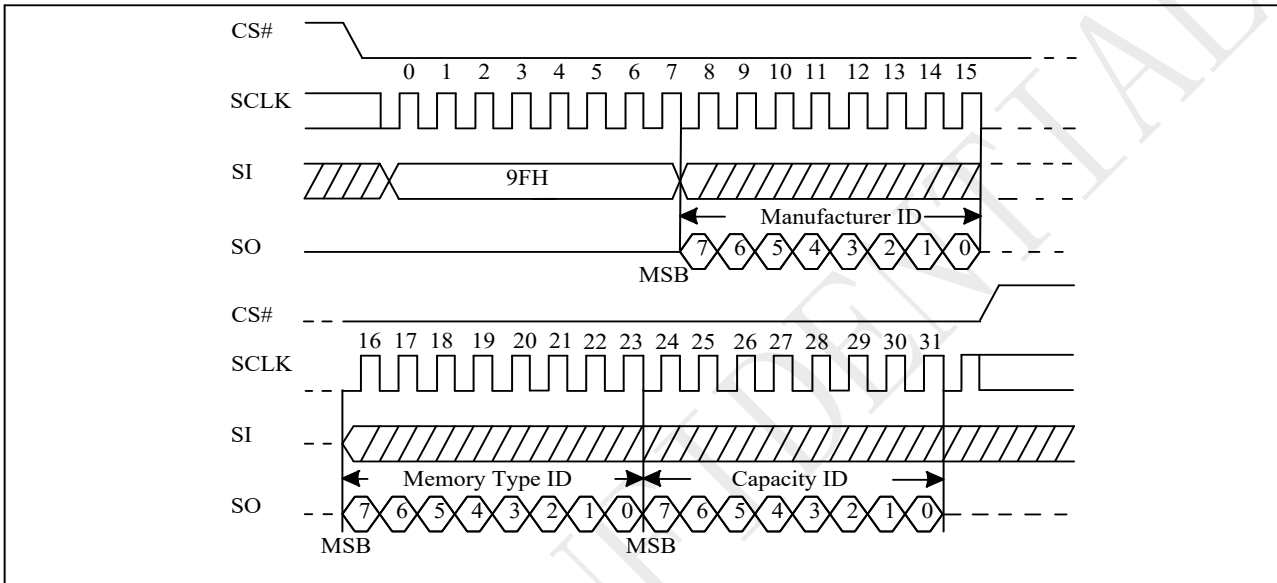 CS#
0 1 2 3 4 5 6 7 8 9 10 11 12 13 14 15
SCLK
SI
9FH
Manufacturer ID
SO
7 6 5 4 3 2 1 0
MSB
CS#
16 17 18 19 20 21 22 23 24 25 26 27 28 29 30 31
SCLK
SI
Memory Type ID Capacity ID
SO
7 6 5 4 3 2 1 0 7 6 5 4 3 2 1 0
MSB MSB